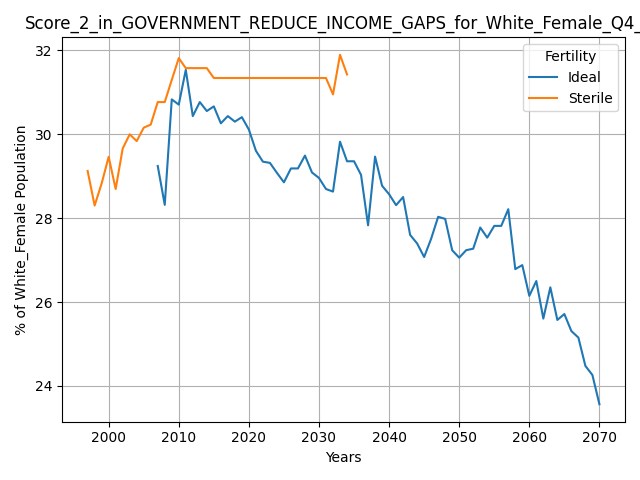 Score_2_in_GOVERNMENT_REDUCE_INCOME_GAPS_for_White_Female_Q4_
% of White_Female Population
32
30
28
26
24
Fertility
Ideal
Sterile
2000 2010 2020 2030 2040 2050 2060 2070
Years